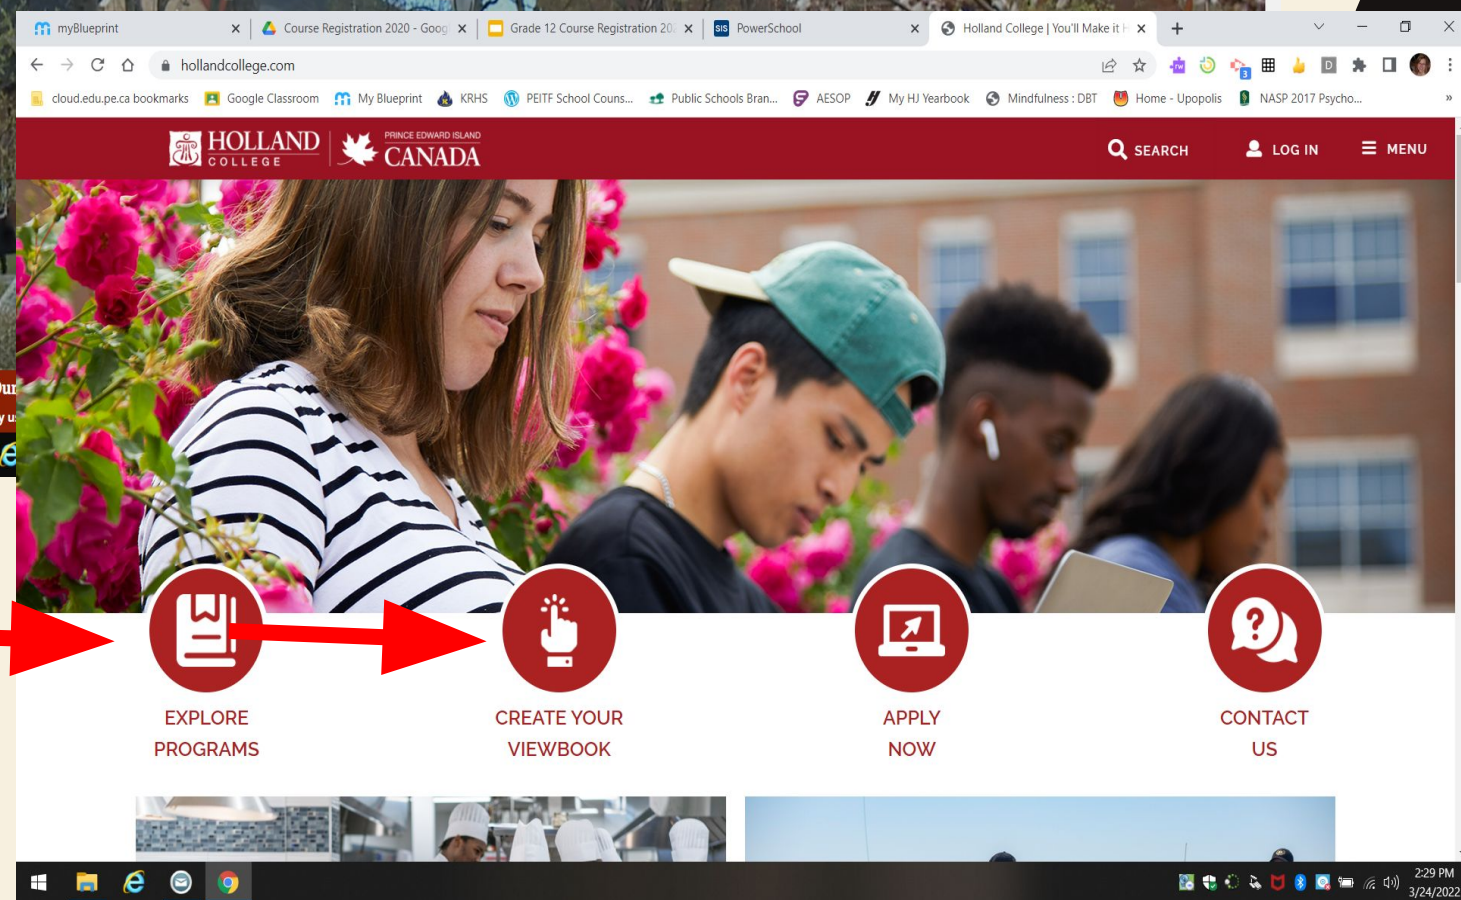 myBlueprint
Course Registration 2020 - Goog
Grade 12 Course Registration 20
SIS PowerSchool
Holland College | You'll Make it H
hollandcollege.com
3
D
cloud.edu.pe.ca bookmarks
Google Classroom
My Blueprint
KRHS
PEITF School Couns...
Public Schools Bran...
AESOP
My HJ Yearbook
Mindfulness : DBT
Home - Upopolis
NASP 2017 Psycho...
»
HOLLAND
COLLEGE
PRINCE EDWARD ISLAND
CANADA
SEARCH
LOG IN
MENU
EXPLORE
PROGRAMS
CREATE YOUR
VIEWBOOK
APPLY
NOW
CONTACT
US
2:29 PM
3/24/2022